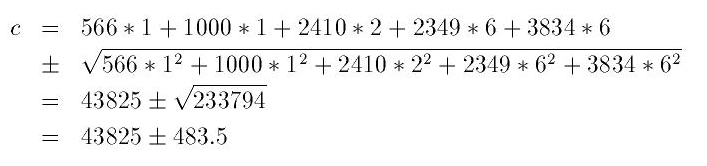 c = 566 ∗ 1 + 1000 ∗ 1 + 2410 ∗ 2 + 2349 ∗ 6 + 3834 ∗ 6
± √(566 ∗ 1² + 1000 ∗ 1² + 2410 ∗ 2² + 2349 ∗ 6² + 3834 ∗ 6²)
= 43825 ± √233794
= 43825 ± 483.5